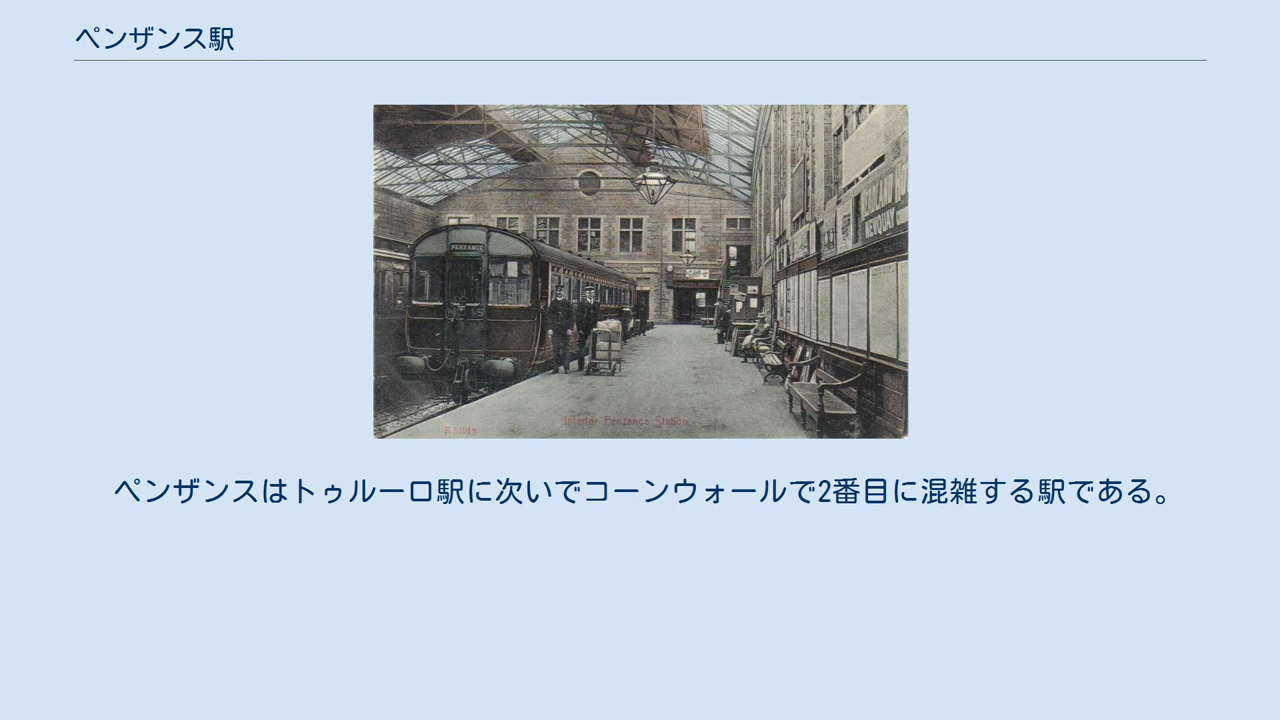 ペンザンス駅
PENZANCE
NEWQUAY
Interior Penzance Station.
ペンザンスはトゥルーロ駅に次いでコーンウォールで2番目に混雑する駅である。